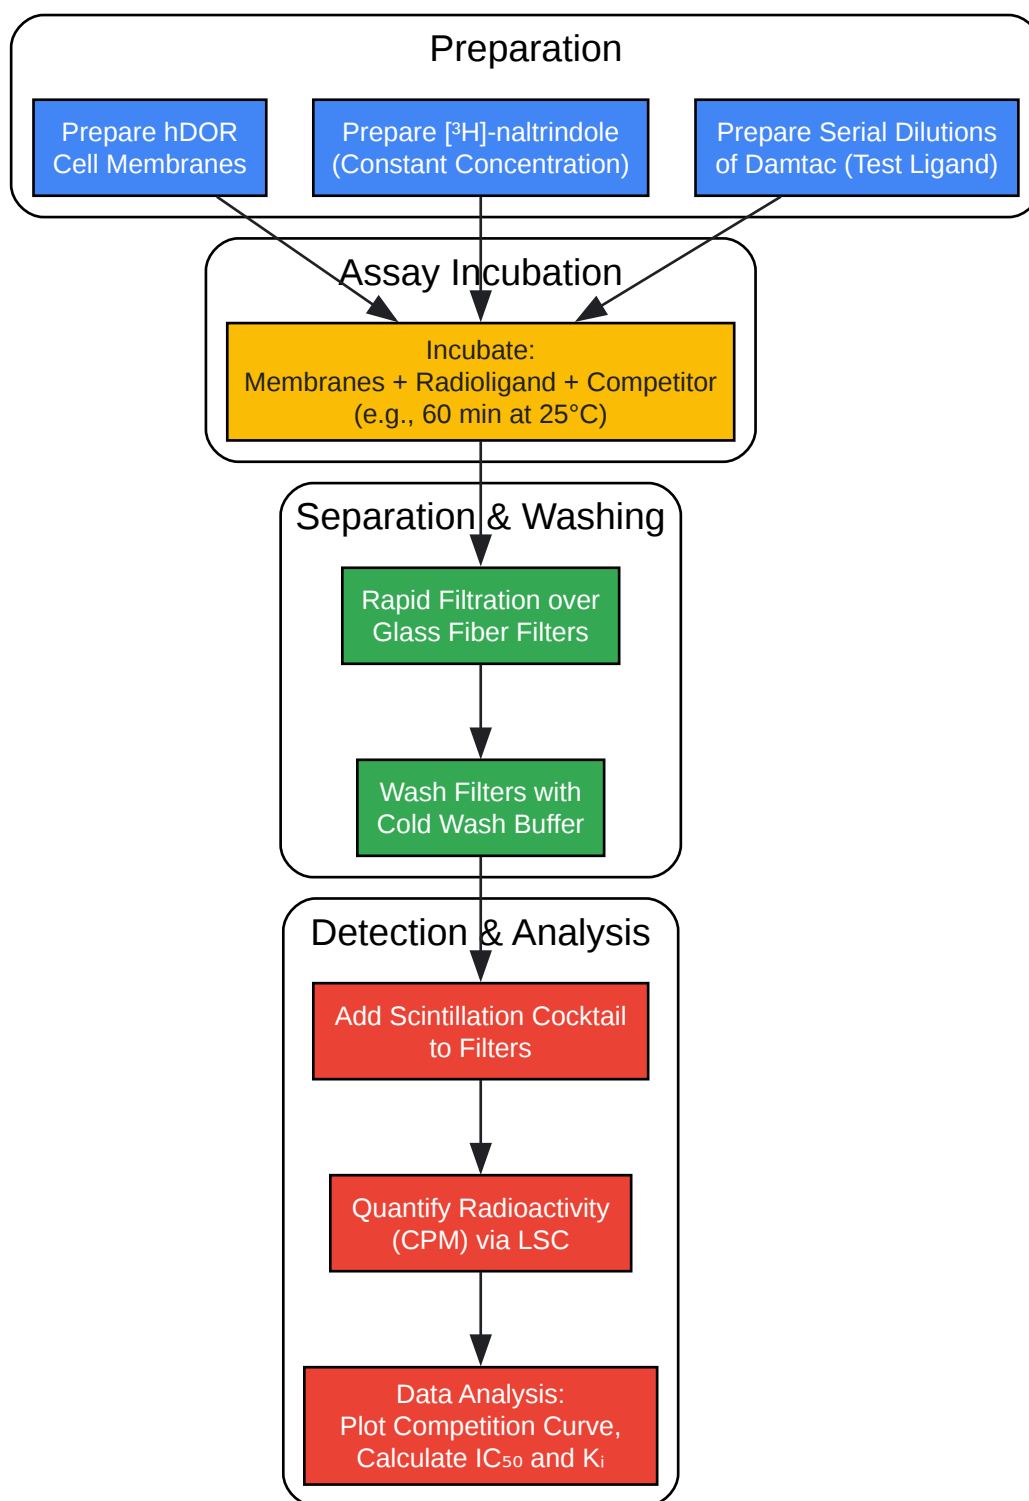 Preparation
Prepare hDOR
Cell Membranes
Prepare [³H]-naltrindole
(Constant Concentration)
Prepare Serial Dilutions
of Damtac (Test Ligand)
Assay Incubation
Incubate:
Membranes + Radioligand + Competitor
(e.g., 60 min at 25°C)
Separation & Washing
Rapid Filtration over
Glass Fiber Filters
Wash Filters with
Cold Wash Buffer
Detection & Analysis
Add Scintillation Cocktail
to Filters
Quantify Radioactivity
(CPM) via LSC
Data Analysis:
Plot Competition Curve,
Calculate IC₅₀ and Kᵢ